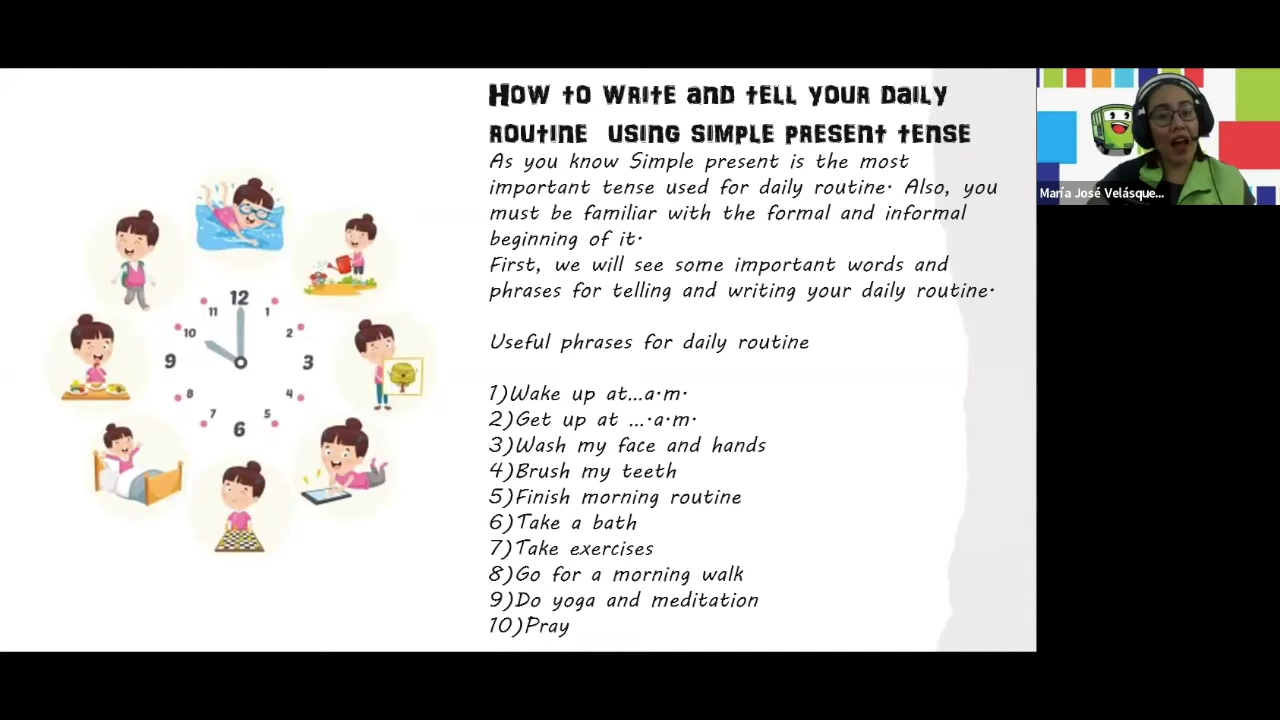 How to write and tell your daily
routine using simple present tense
As you know Simple present is the most
important tense used for daily routine. Also, you
must be familiar with the formal and informal
beginning of it.
First, we will see some important words and
phrases for telling and writing your daily routine.
Useful phrases for daily routine
1)Wake up at...a.m.
2)Get up at ....a.m.
3)Wash my face and hands
4)Brush my teeth
5)Finish morning routine
6)Take a bath
7)Take exercises
8)Go for a morning walk
9)Do yoga and meditation
10)Pray
12
11
1
10
2
9
3
8
4
7
5
6
María José Velásque...